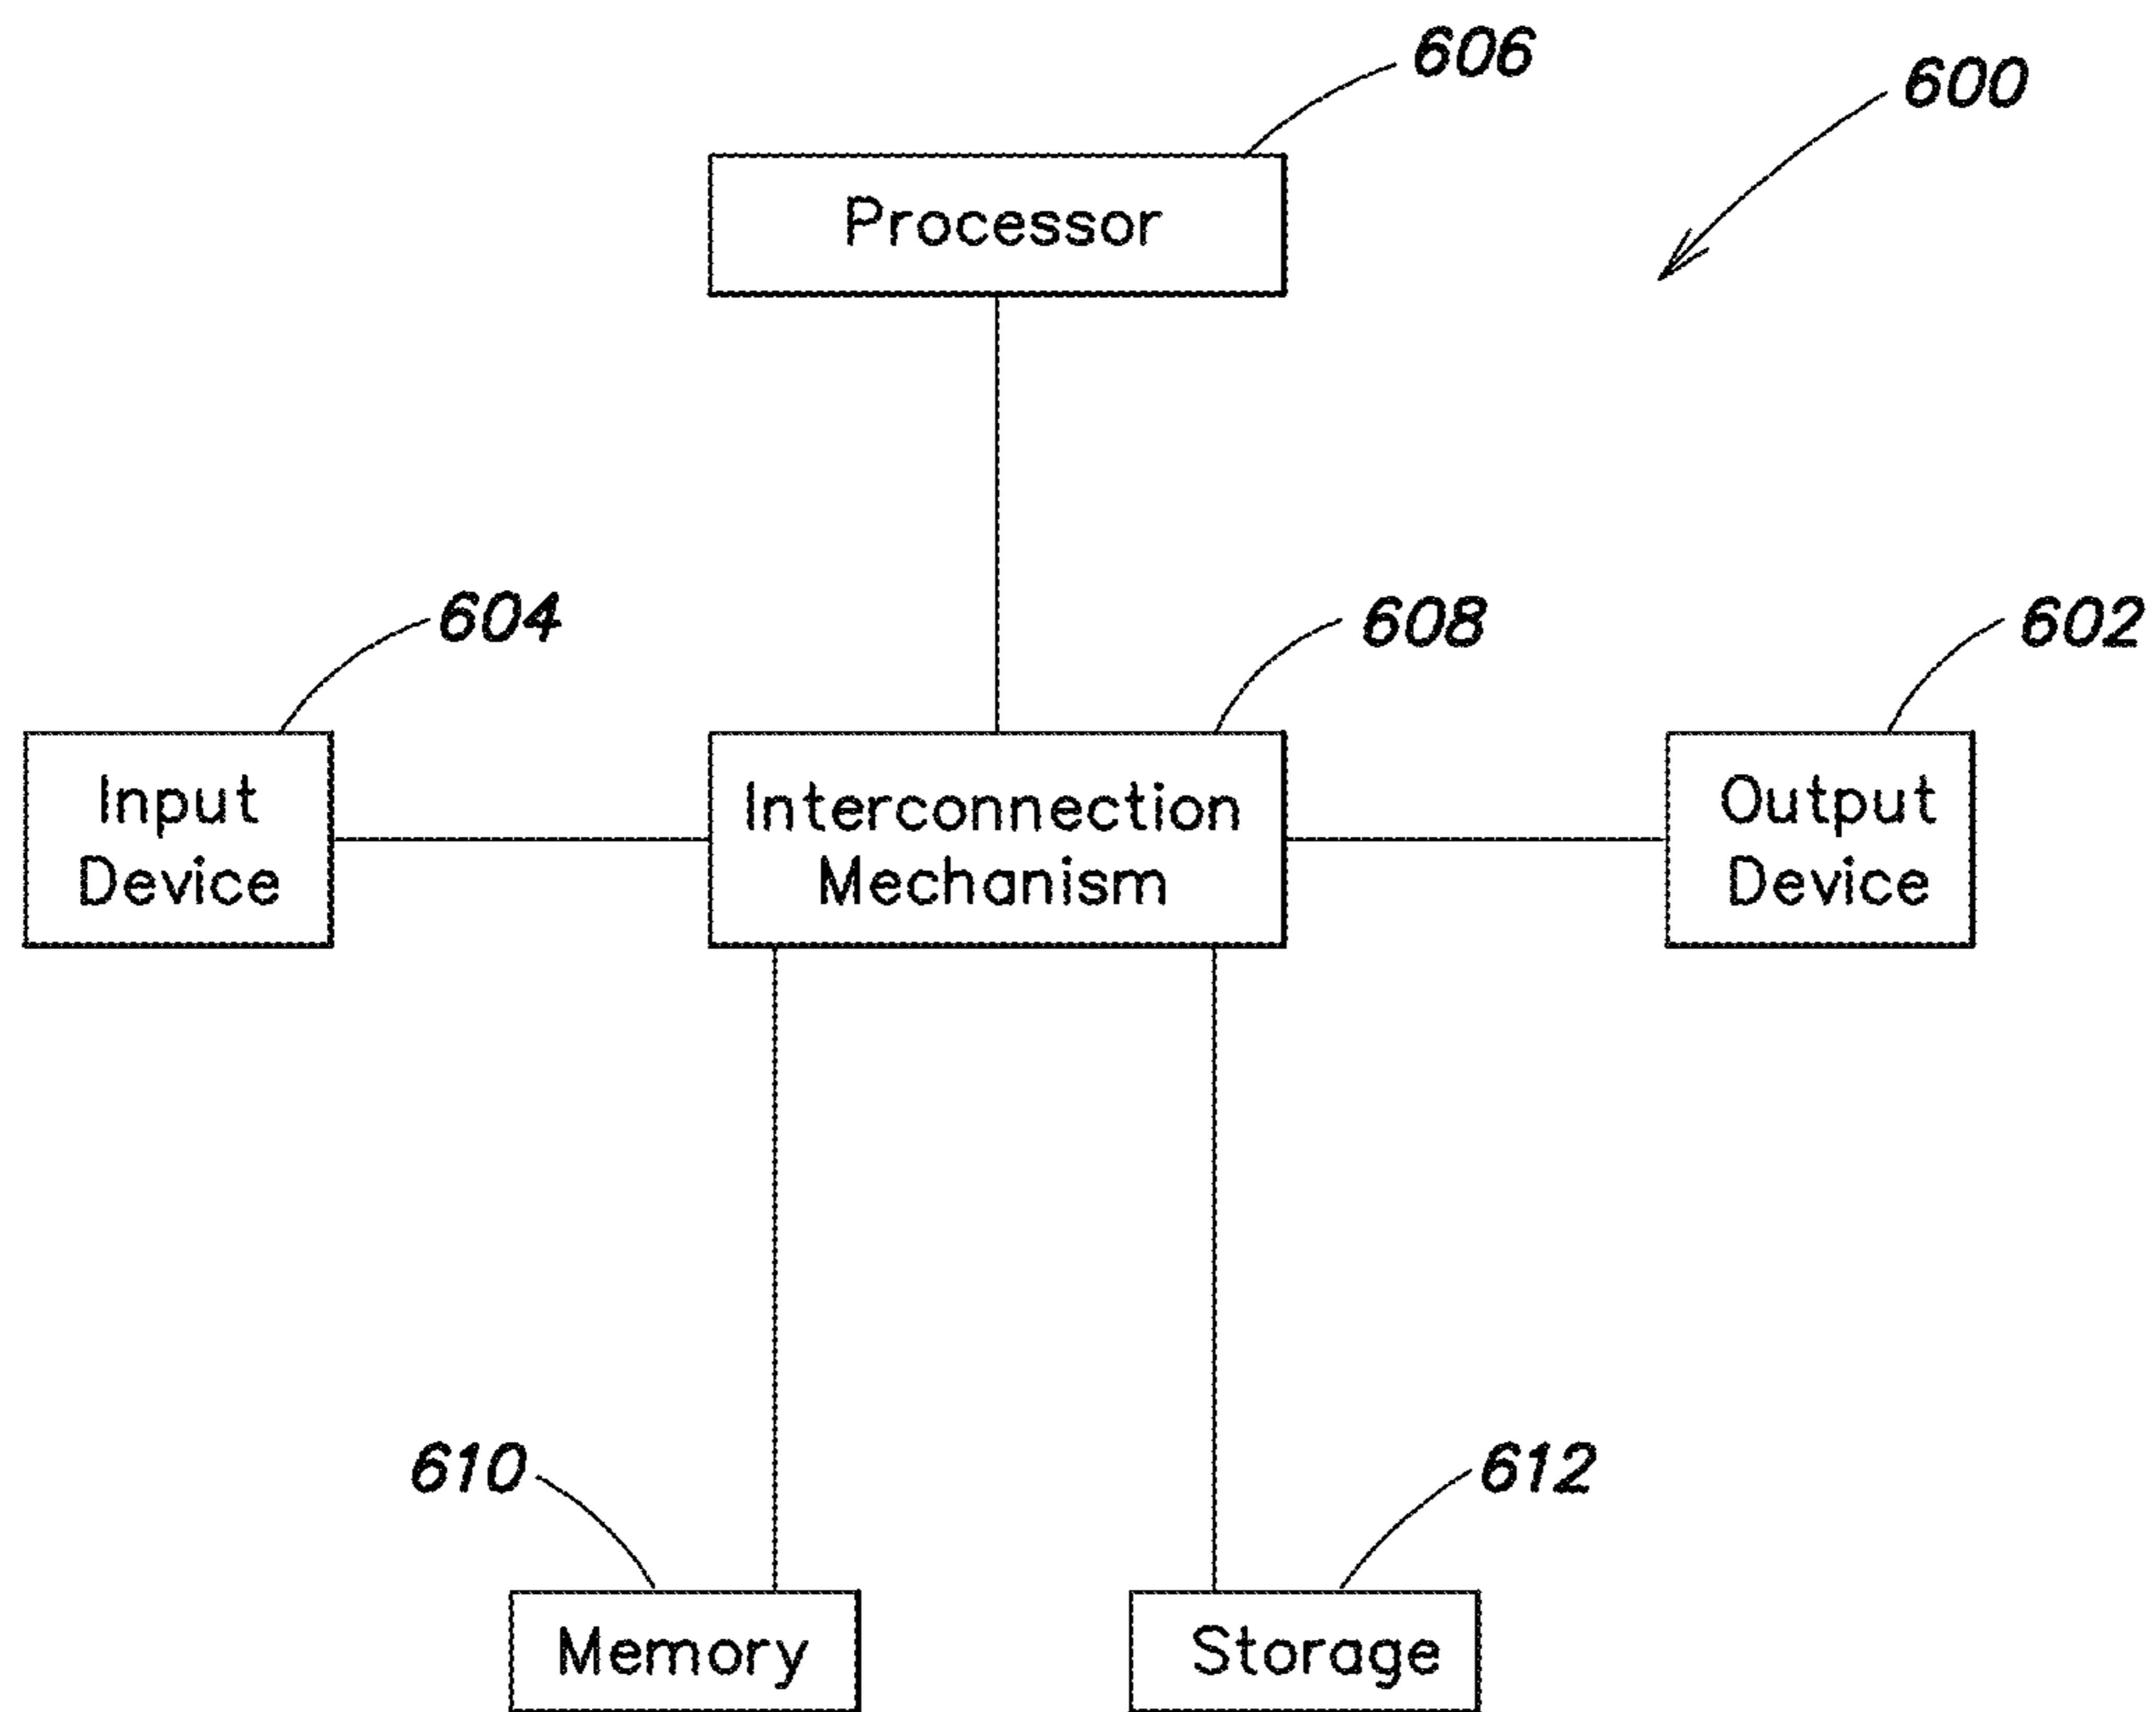 606
600
Processor
604
608
602
Input
Device
Interconnection
Mechanism
Output
Device
610
612
Memory
Storage